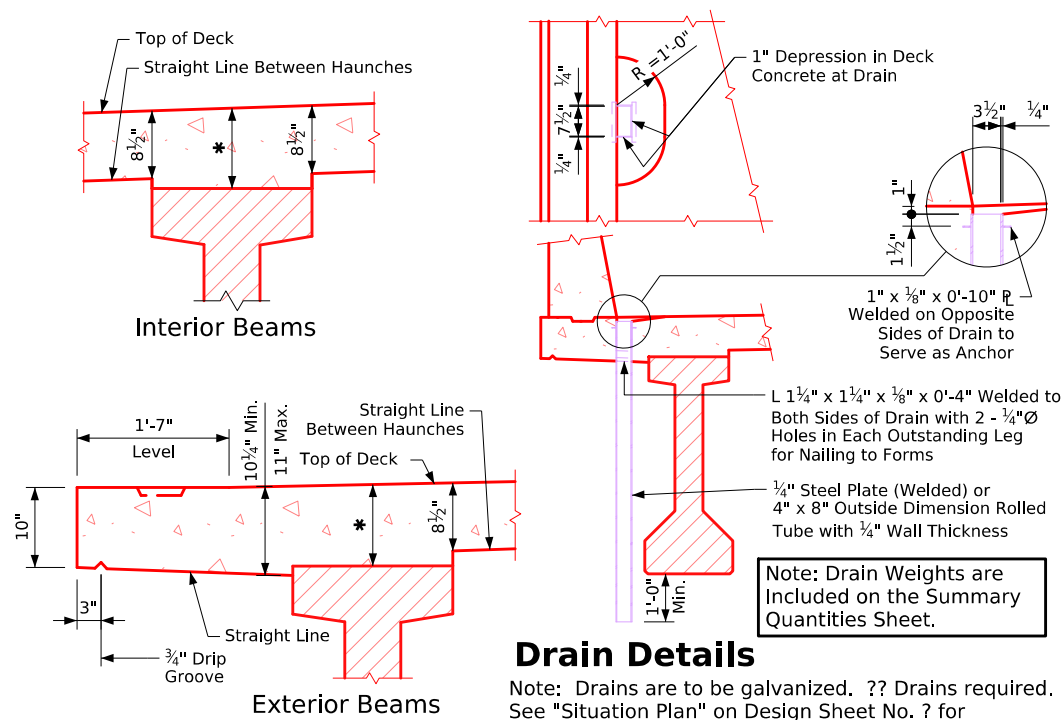 Top of Deck
Straight Line Between Haunches
8½"
*
8½"
Interior Beams
1'-7"
Level
10¼" Min.
11" Max.
Straight Line
Between Haunches
Top of Deck
10"
*
8½"
3"
Straight Line
¾" Drip
Groove
Exterior Beams
R =1'-0"
1" Depression in Deck
Concrete at Drain
¼"
7½"
¼"
3½"
¼"
1"
1½"
1" x ⅛" x 0'-10" PL
Welded on Opposite
Sides of Drain to
Serve as Anchor
L 1¼" x 1¼" x ⅛" x 0'-4" Welded to
Both Sides of Drain with 2 - ¼"Ø
Holes in Each Outstanding Leg
for Nailing to Forms
¼" Steel Plate (Welded) or
4" x 8" Outside Dimension Rolled
Tube with ¼" Wall Thickness
1'-0"
Min.
Note: Drain Weights are
Included on the Summary
Quantities Sheet.
Drain Details
Note: Drains are to be galvanized. ?? Drains required.
See "Situation Plan" on Design Sheet No. ? for